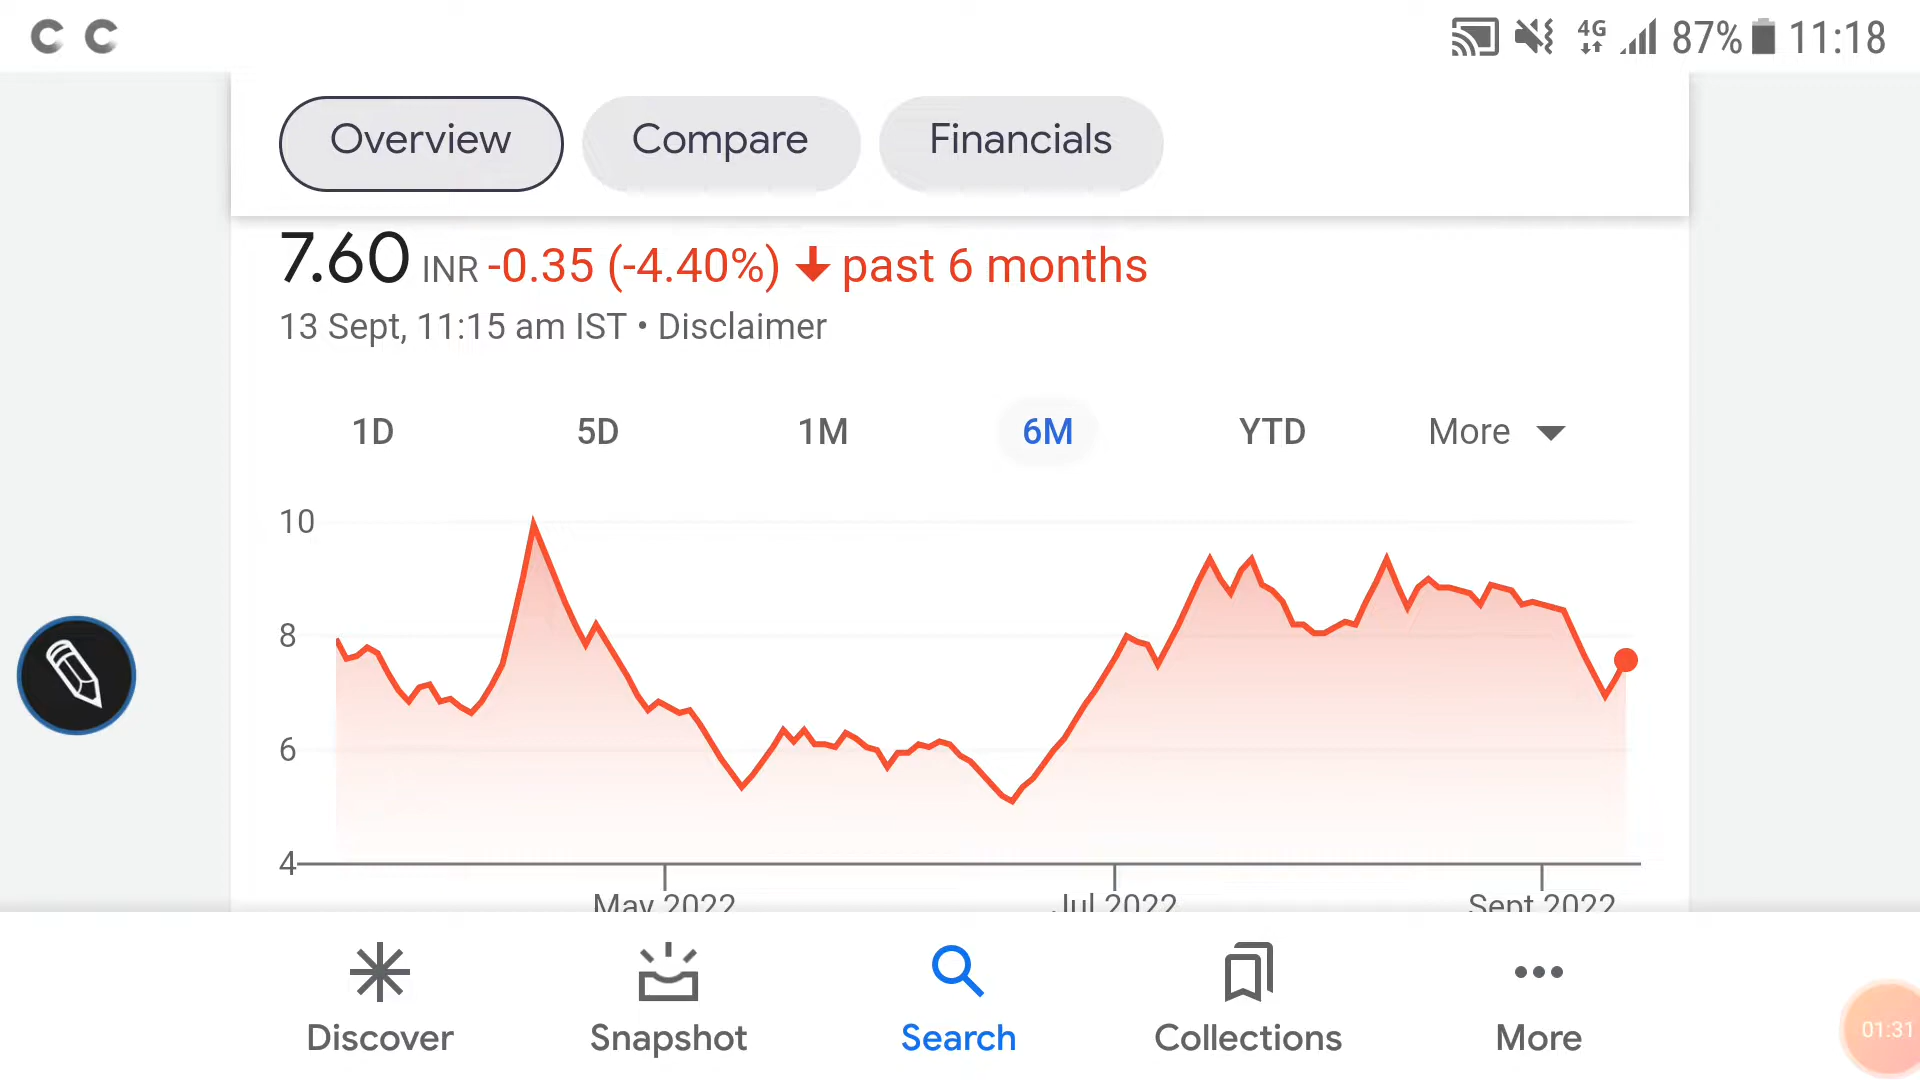 4G 87% 11:18
Overview Compare Financials
7.60 INR -0.35 (-4.40%) ↓ past 6 months
13 Sept, 11:15 am IST • Disclaimer
1D 5D 1M 6M YTD More
10
8
6
4
May 2022 Jul 2022 Sept 2022
Discover Snapshot Search Collections More
01:31